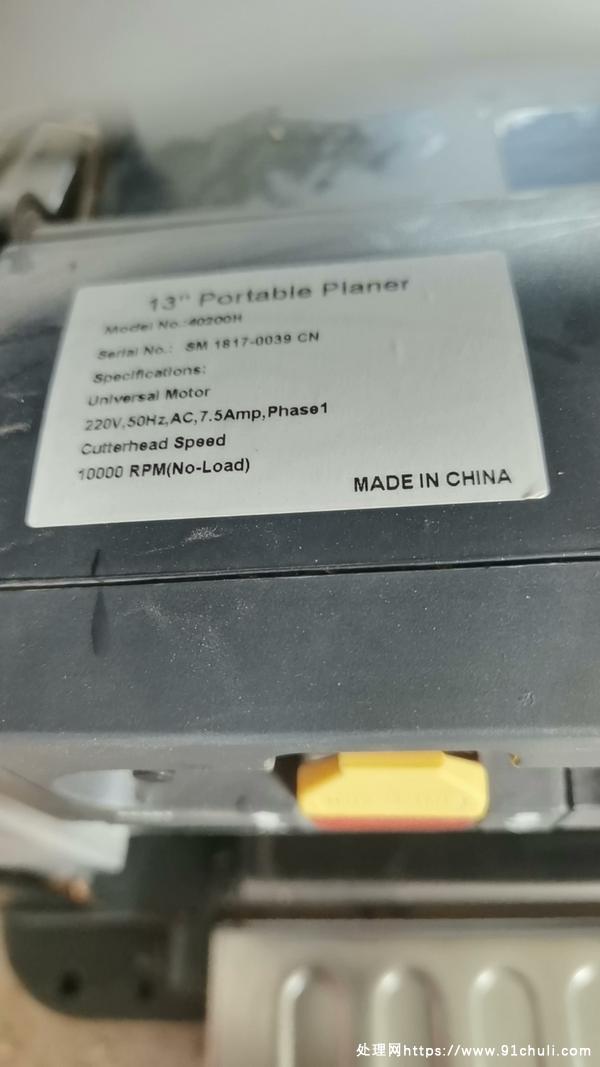 13" Portable Planer
Model No.:40200H
Serial No.: SM 1817-0039 CN
Specifications:
Universal Motor
220V,50Hz,AC,7.5Amp,Phase1
Cutterhead Speed
10000 RPM(No-Load)
MADE IN CHINA
处理网https://www.91chuli.com